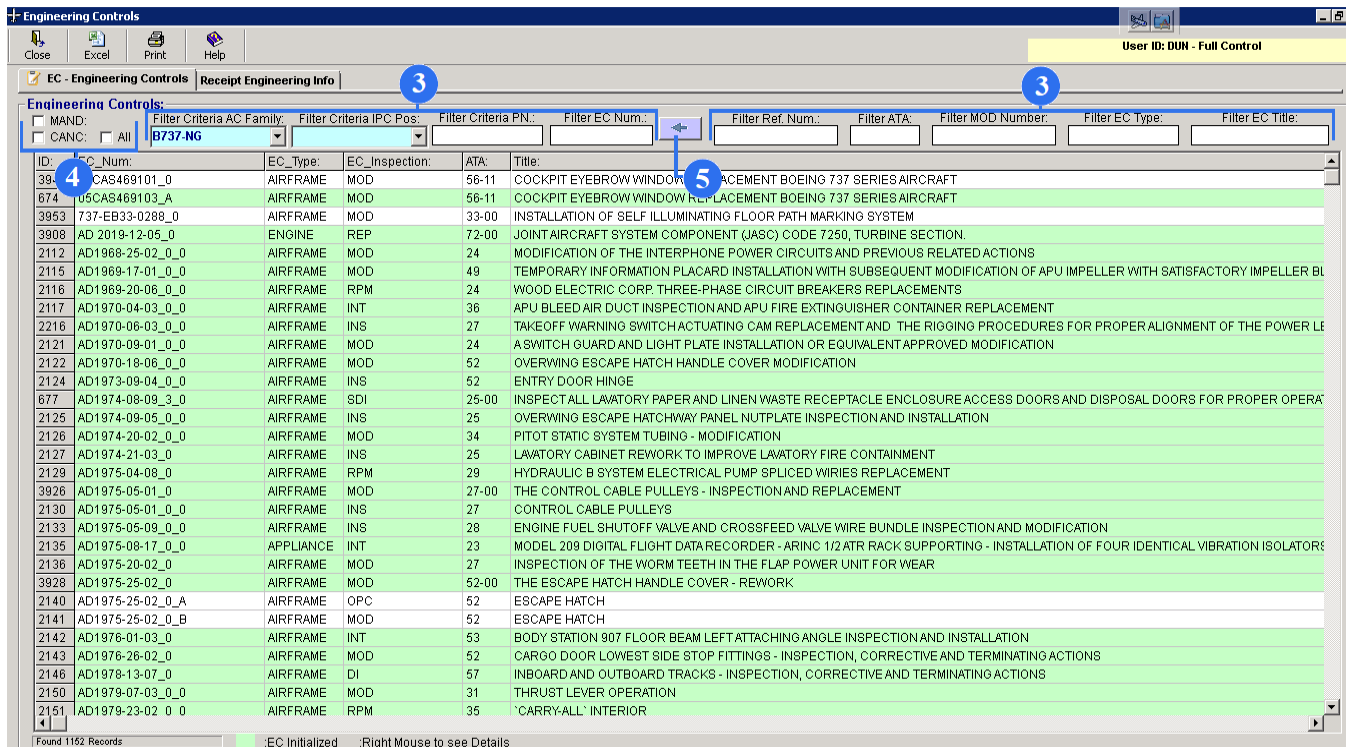 Engineering Controls
Close Excel Print Help
User ID: DUN - Full Control
EC - Engineering Controls Receipt Engineering Info
3 3
Engineering Controls:
MAND: Filter Criteria AC Family: Filter Criteria IPC Pos: Filter Criteria PN.: Filter EC Num.: Filter Ref. Num.: Filter ATA: Filter MOD Number: Filter EC Type: Filter EC Title:
CANC: All B737-NG
4 5
ID: EC_Num: EC_Type: EC_Inspection: ATA: Title:
CAS469101_0 AIRFRAME MOD 56-11 COCKPIT EYEBROW WINDOW ACEMENT BOEING 737 SERIES AIRCRAFT
674 05CAS469103_A AIRFRAME MOD 56-11 COCKPIT EYEBROW WINDOW REPLACEMENT BOEING 737 SERIES AIRCRAFT
3953 737-EB33-0288_0 AIRFRAME MOD 33-00 INSTALLATION OF SELF ILLUMINATING FLOOR PATH MARKING SYSTEM
3908 AD 2019-12-05_0 ENGINE REP 72-00 JOINT AIRCRAFT SYSTEM COMPONENT (JASC) CODE 7250, TURBINE SECTION.
2112 AD1968-25-02_0_0 AIRFRAME MOD 24 MODIFICATION OF THE INTERPHONE POWER CIRCUITS AND PREVIOUS RELATED ACTIONS
2115 AD1969-17-01_0_0 AIRFRAME MOD 49 TEMPORARY INFORMATION PLACARD INSTALLATION WITH SUBSEQUENT MODIFICATION OF APU IMPELLER WITH SATISFACTORY IMPELLER BL
2116 AD1969-20-06_0_0 AIRFRAME RPM 24 WOOD ELECTRIC CORP. THREE-PHASE CIRCUIT BREAKERS REPLACEMENTS
2117 AD1970-04-03_0_0 AIRFRAME INT 36 APU BLEED AIR DUCT INSPECTION AND APU FIRE EXTINGUISHER CONTAINER REPLACEMENT
2216 AD1970-06-03_0_0 AIRFRAME INS 27 TAKEOFF WARNING SWITCH ACTUATING CAM REPLACEMENT AND THE RIGGING PROCEDURES FOR PROPER ALIGNMENT OF THE POWER LE
2121 AD1970-09-01_0_0 AIRFRAME MOD 24 A SWITCH GUARD AND LIGHT PLATE INSTALLATION OR EQUIVALENT APPROVED MODIFICATION
2122 AD1970-18-06_0_0 AIRFRAME MOD 52 OVERWING ESCAPE HATCH HANDLE COVER MODIFICATION
2124 AD1973-09-04_0_0 AIRFRAME INS 52 ENTRY DOOR HINGE
677 AD1974-08-09_3_0 AIRFRAME SDI 25-00 INSPECT ALL LAVATORY PAPER AND LINEN WASTE RECEPTACLE ENCLOSURE ACCESS DOORS AND DISPOSAL DOORS FOR PROPER OPERAT
2125 AD1974-09-05_0_0 AIRFRAME INS 25 OVERWING ESCAPE HATCHWAY PANEL NUTPLATE INSPECTION AND INSTALLATION
2126 AD1974-20-02_0_0 AIRFRAME MOD 34 PITOT STATIC SYSTEM TUBING - MODIFICATION
2127 AD1974-21-03_0 AIRFRAME INS 25 LAVATORY CABINET REWORK TO IMPROVE LAVATORY FIRE CONTAINMENT
2129 AD1975-04-08_0 AIRFRAME RPM 29 HYDRAULIC B SYSTEM ELECTRICAL PUMP SPLICED WIRIES REPLACEMENT
3926 AD1975-05-01_0 AIRFRAME MOD 27-00 THE CONTROL CABLE PULLEYS - INSPECTION AND REPLACEMENT
2130 AD1975-05-01_0_0 AIRFRAME INS 27 CONTROL CABLE PULLEYS
2133 AD1975-05-09_0_0 AIRFRAME INS 28 ENGINE FUEL SHUTOFF VALVE AND CROSSFEED VALVE WIRE BUNDLE INSPECTION AND MODIFICATION
2135 AD1975-08-17_0_0 APPLIANCE INT 23 MODEL 209 DIGITAL FLIGHT DATA RECORDER - ARINC 1/2 ATR RACK SUPPORTING - INSTALLATION OF FOUR IDENTICAL VIBRATION ISOLATORS
2136 AD1975-20-02_0 AIRFRAME MOD 27 INSPECTION OF THE WORM TEETH IN THE FLAP POWER UNIT FOR WEAR
3928 AD1975-25-02_0 AIRFRAME MOD 52-00 THE ESCAPE HATCH HANDLE COVER - REWORK
2140 AD1975-25-02_0_A AIRFRAME OPC 52 ESCAPE HATCH
2141 AD1975-25-02_0_B AIRFRAME MOD 52 ESCAPE HATCH
2142 AD1976-01-03_0 AIRFRAME INT 53 BODY STATION 907 FLOOR BEAM LEFT ATTACHING ANGLE INSPECTION AND INSTALLATION
2143 AD1976-26-02_0 AIRFRAME MOD 52 CARGO DOOR LOWEST SIDE STOP FITTINGS - INSPECTION, CORRECTIVE AND TERMINATING ACTIONS
2146 AD1978-13-07_0 AIRFRAME DI 57 INBOARD AND OUTBOARD TRACKS - INSPECTION, CORRECTIVE AND TERMINATING ACTIONS
2150 AD1979-07-03_0_0 AIRFRAME MOD 31 THRUST LEVER OPERATION
2151 AD1979-23-02_0_0 AIRFRAME RPM 35 `CARRY-ALL` INTERIOR
Found 1152 Records :EC Initialized :Right Mouse to see Details